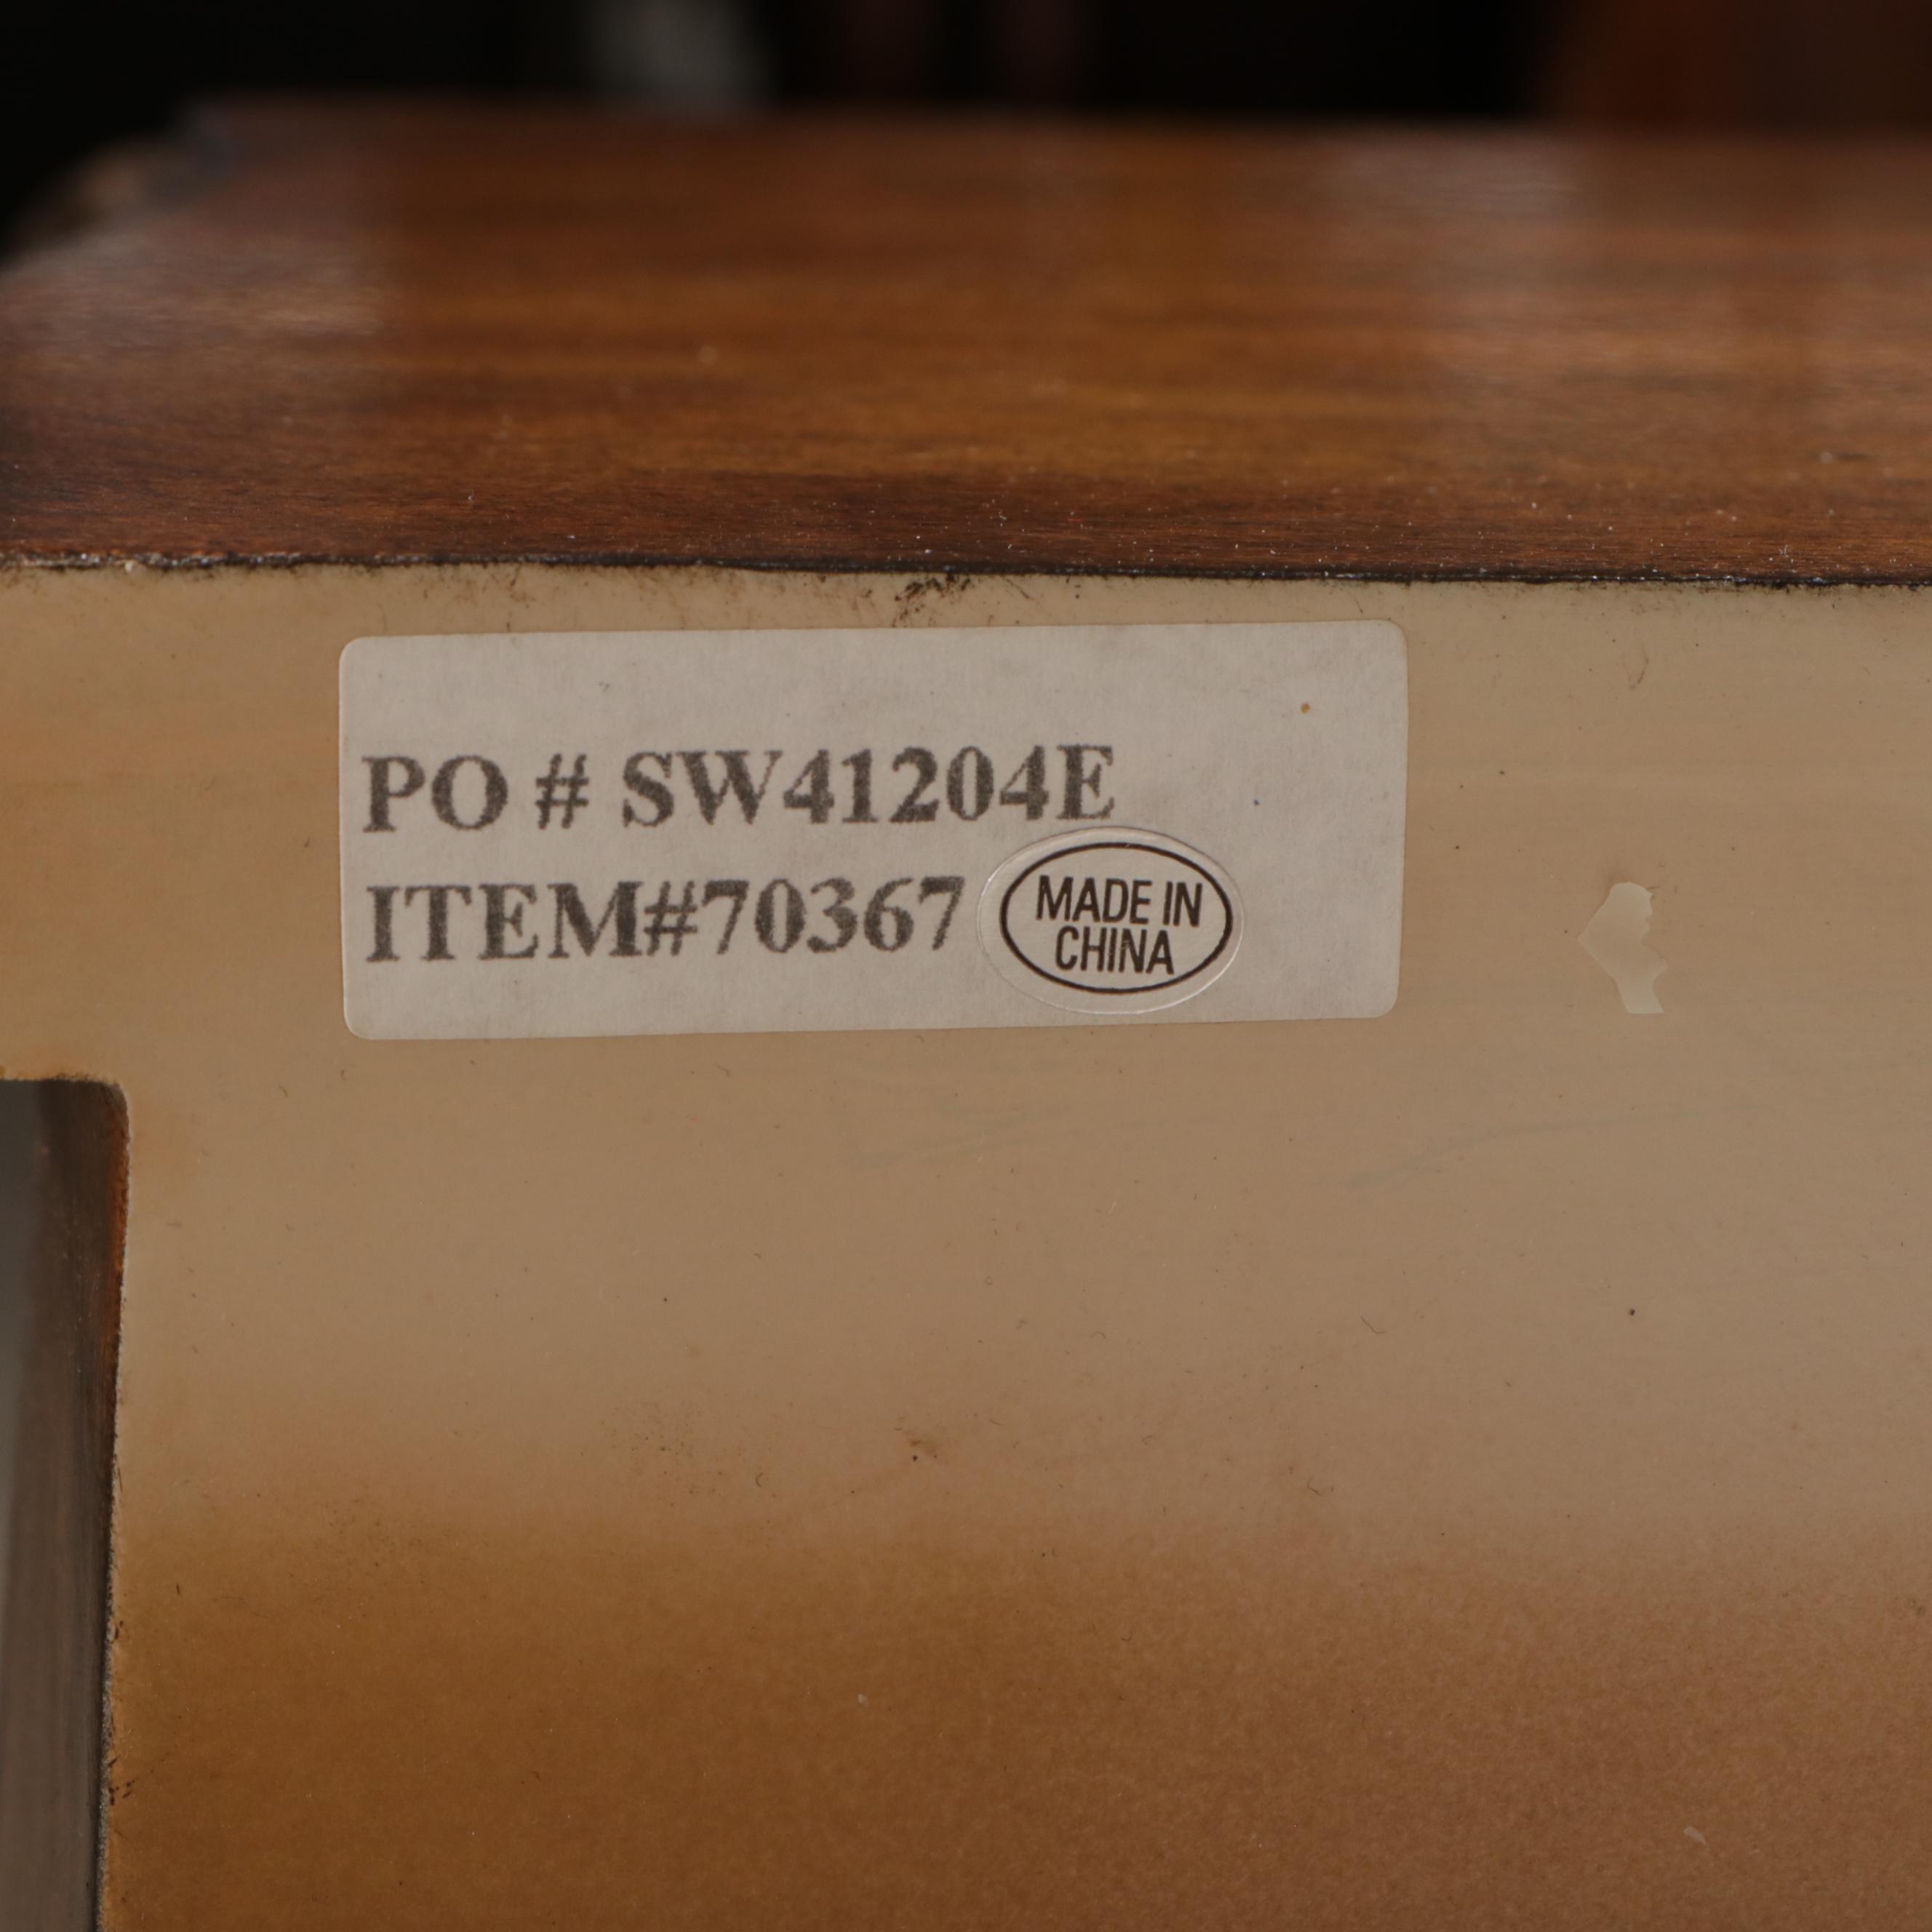 PO # SW41204E
ITEM#70367
MADE IN
CHINA